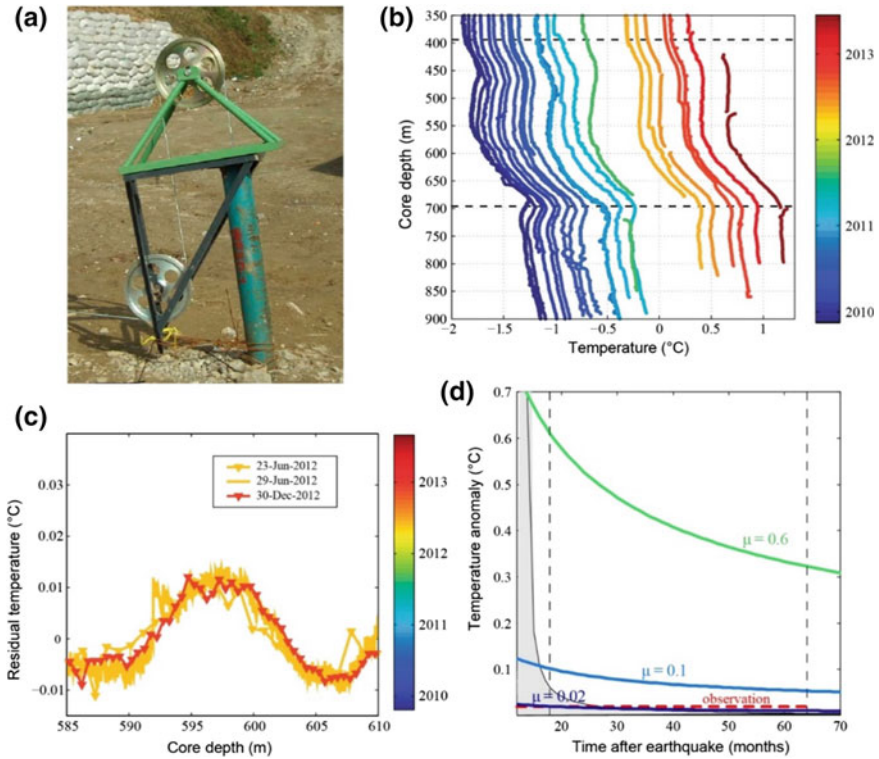 (a)
(b)
350
400
450
500
550
600
650
700
750
800
850
900
Core depth (m)
−2 −1.5 −1 −0.5 0 0.5 1
Temperature (°C)
2013
2012
2011
2010
(c)
0.03
0.02
0.01
0
−0.01
Residual temperature (°C)
23-Jun-2012
29-Jun-2012
30-Dec-2012
585 590 595 600 605 610
Core depth (m)
2013
2012
2011
2010
(d)
0.7
0.6
0.5
0.4
0.3
0.2
0.1
Temperature anomaly (°C)
μ = 0.6
μ = 0.1
μ = 0.02
observation
20 30 40 50 60 70
Time after earthquake (months)